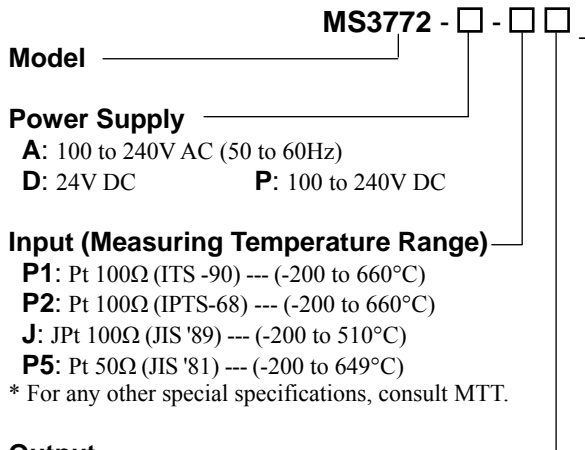 MS3772 - □ - □ □
Model
Power Supply
A: 100 to 240V AC (50 to 60Hz)
D: 24V DC P: 100 to 240V DC
Input (Measuring Temperature Range)
P1: Pt 100Ω (ITS -90) --- (-200 to 660°C)
P2: Pt 100Ω (IPTS-68) --- (-200 to 660°C)
J: JPt 100Ω (JIS '89) --- (-200 to 510°C)
P5: Pt 50Ω (JIS '81) --- (-200 to 649°C)
* For any other special specifications, consult MTT.
Output